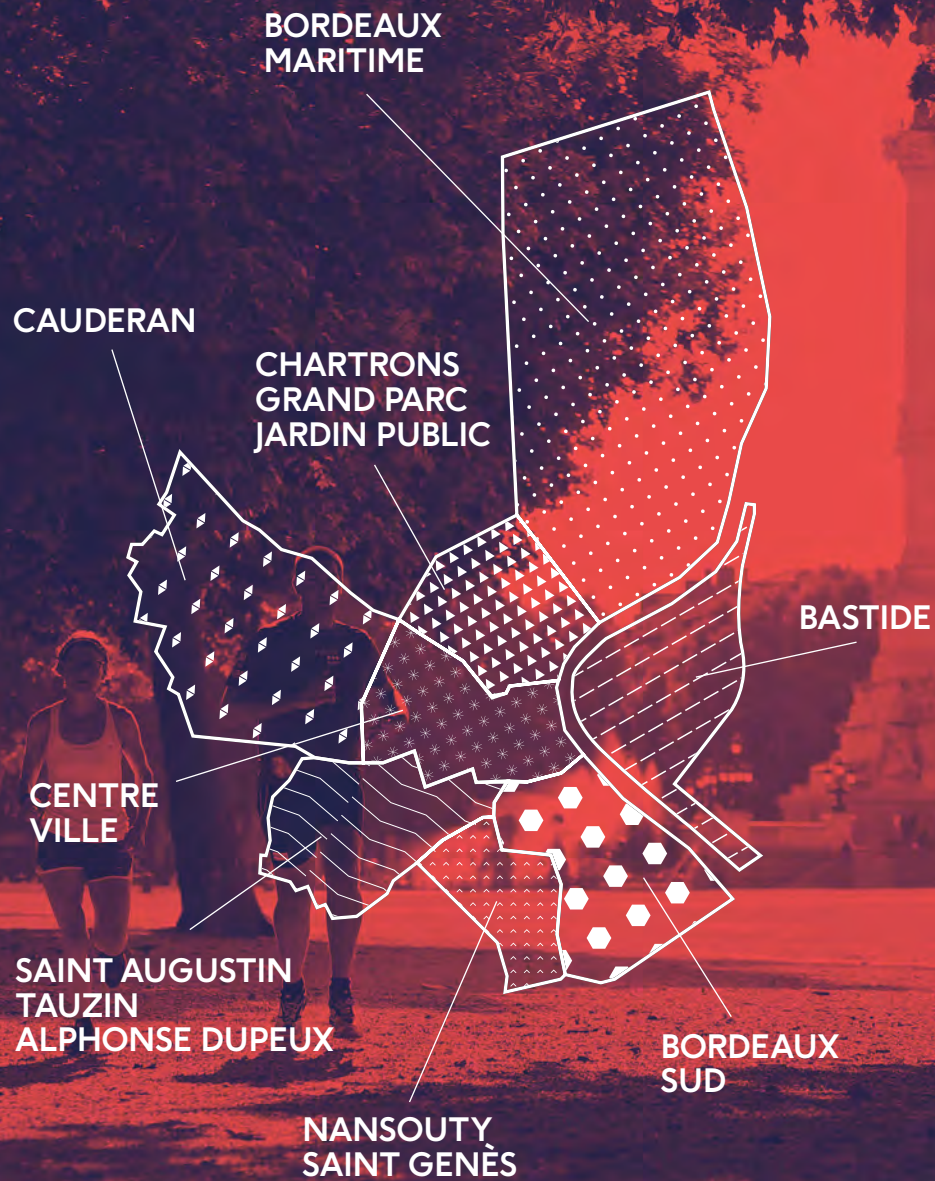 BORDEAUX
MARITIME
CAUDERAN
CHARTRONS
GRAND PARC
JARDIN PUBLIC
BASTIDE
CENTRE
VILLE
SAINT AUGUSTIN
TAUZIN
ALPHONSE DUPEUX
BORDEAUX
SUD
NANSOUTY
SAINT GENÈS